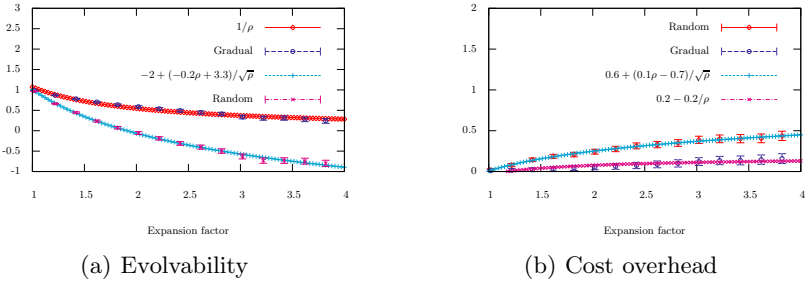 3
2.5
2
1.5
1
0.5
0
-0.5
-1
1/ρ
Gradual
−2 + (−0.2ρ + 3.3)/√ρ
Random
1 1.5 2 2.5 3 3.5 4
Expansion factor
(a) Evolvability
2
1.5
1
0.5
0
Random
Gradual
0.6 + (0.1ρ − 0.7)/√ρ
0.2 − 0.2/ρ
1 1.5 2 2.5 3 3.5 4
Expansion factor
(b) Cost overhead